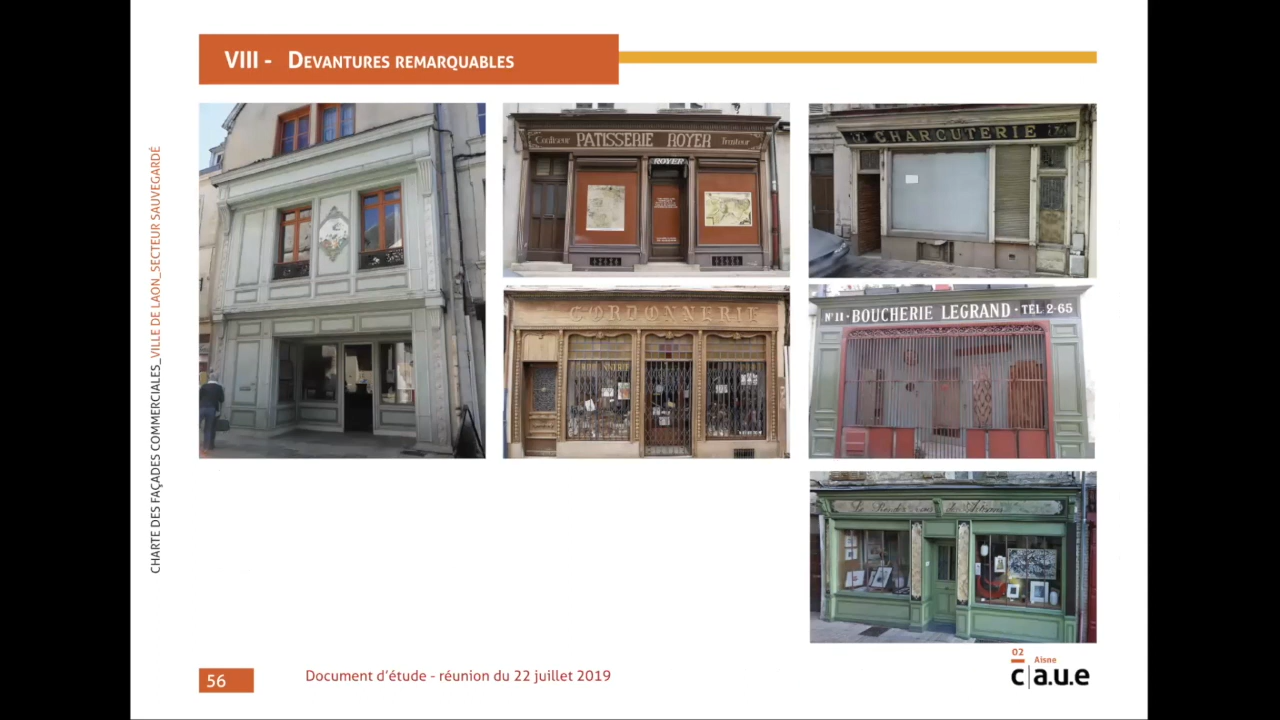 VIII - DEVANTURES REMARQUABLES
CHARTE DES FAÇADES COMMERCIALES_VILLE DE LAON_SECTEUR SAUVEGARDÉ
Confiseur PATISSERIE ROYER Traiteur
ROYER
CHARCUTERIE
CORDONNERIE
N° 11 · BOUCHERIE LEGRAND · TÉL 2-65
56
Document d'étude - réunion du 22 juillet 2019
02
Aisne
c|a.u.e